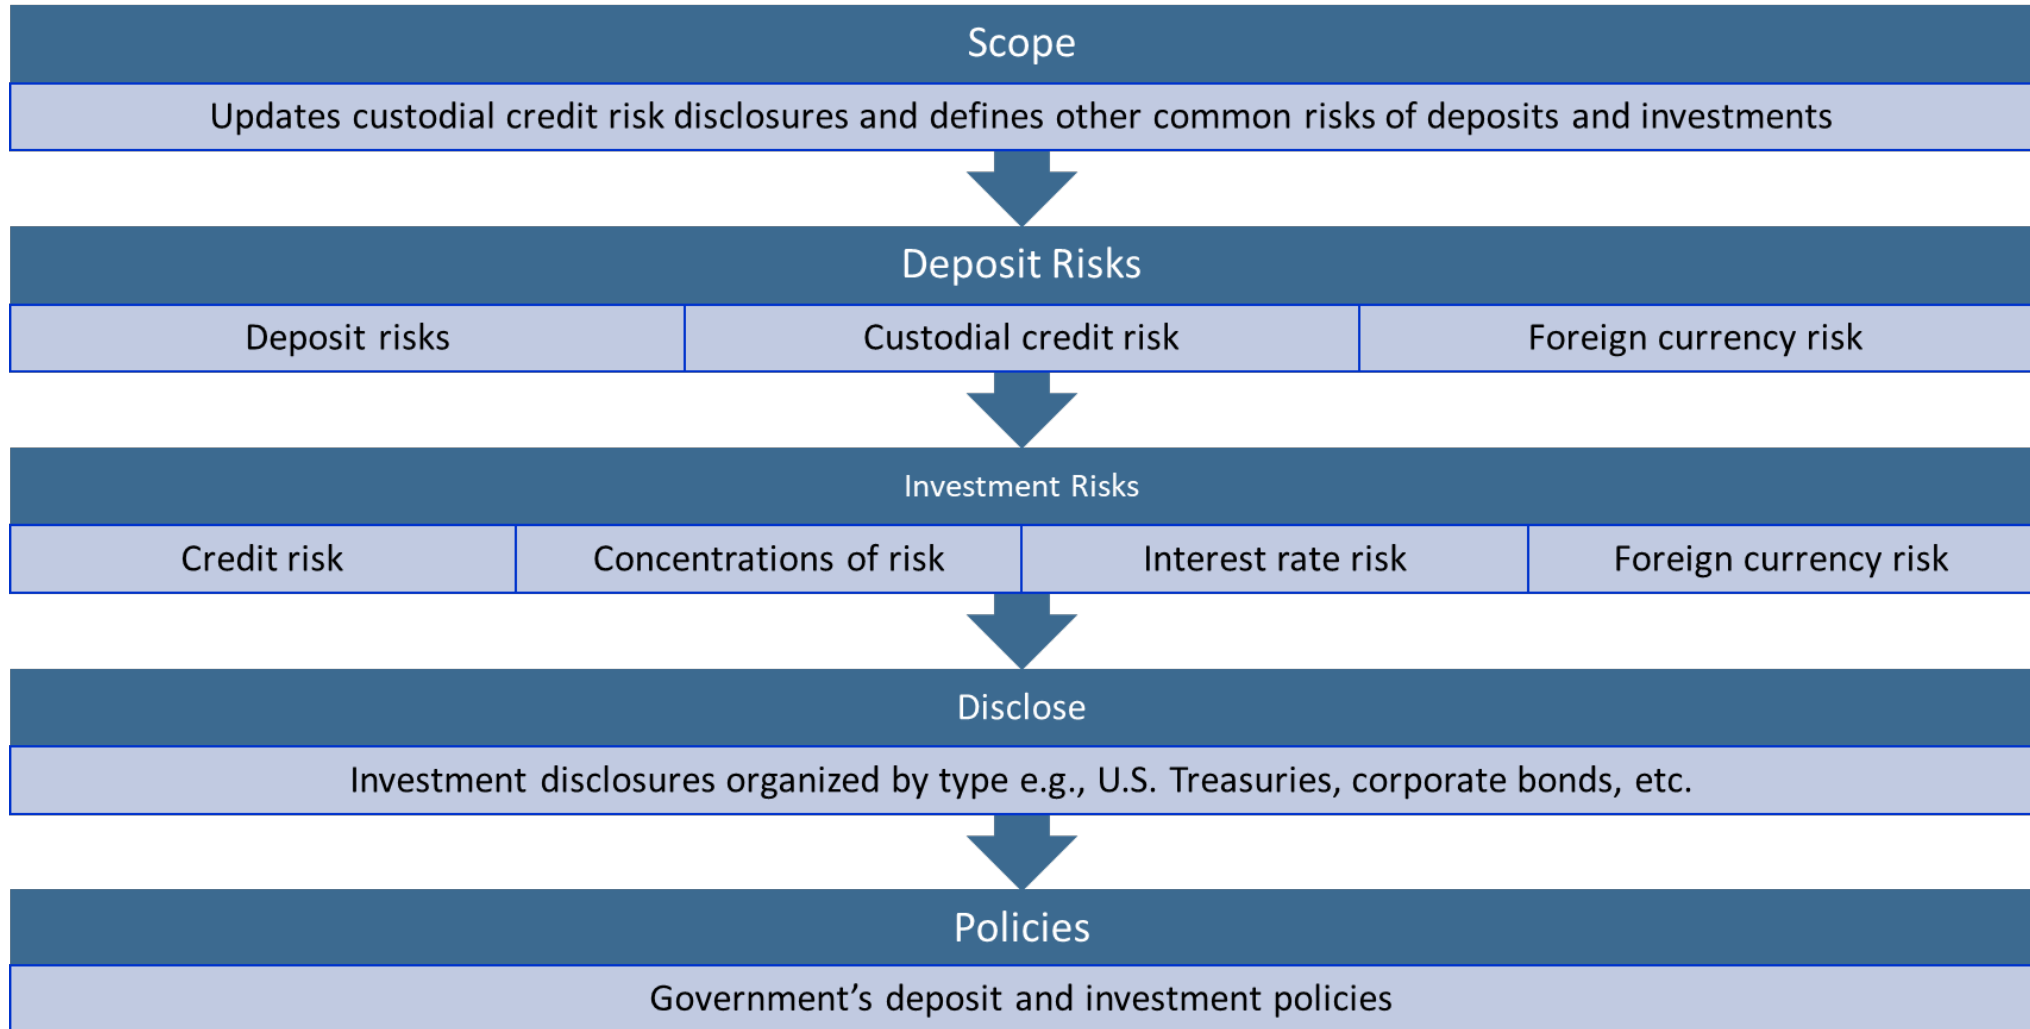 Scope
Updates custodial credit risk disclosures and defines other common risks of deposits and investments
Deposit Risks
Deposit risks
Custodial credit risk
Foreign currency risk
Investment Risks
Credit risk
Concentrations of risk
Interest rate risk
Foreign currency risk
Disclose
Investment disclosures organized by type e.g., U.S. Treasuries, corporate bonds, etc.
Policies
Government’s deposit and investment policies